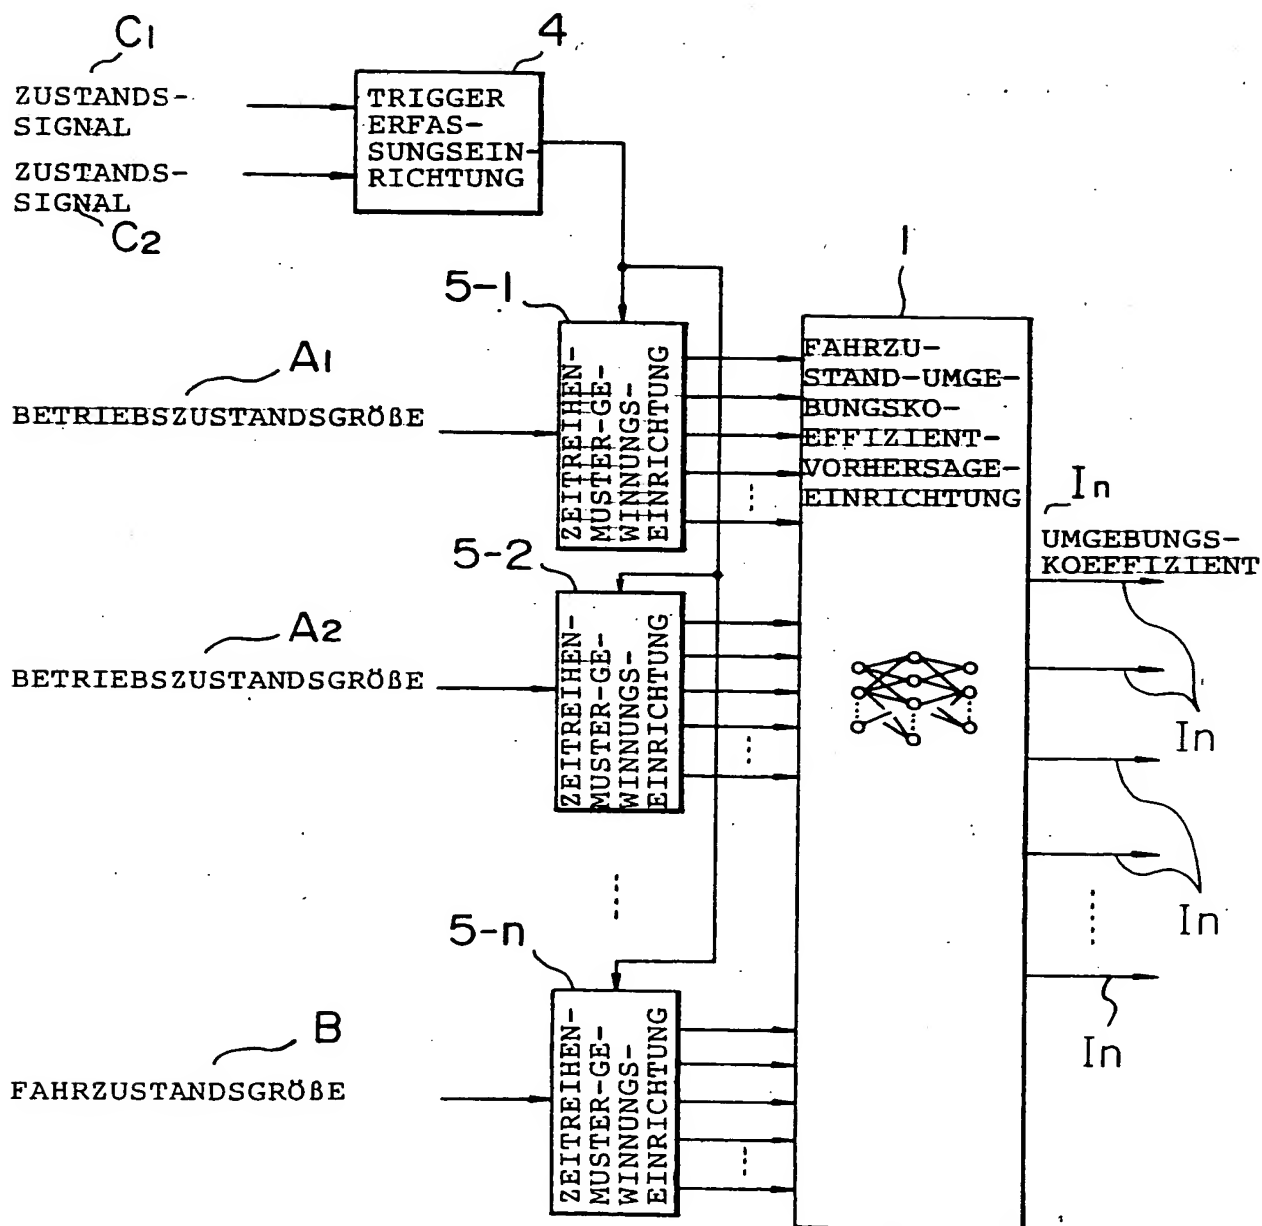 C1
ZUSTANDS-
SIGNAL
ZUSTANDS-
SIGNAL
C2
4
TRIGGER
ERFAS-
SUNGSEIN-
RICHTUNG
5-1
ZEITREIHEN-
MUSTER-GE-
WINNUNGS-
EINRICHTUNG
A1
BETRIEBSZUSTANDSGRÖßE
1
FAHRZU-
STAND-UMGE-
BUNGSKO-
EFFIZIENT-
VORHERSAGE-
EINRICHTUNG
In
UMGEBUNGS-
KOEFFIZIENT
5-2
ZEITREIHEN-
MUSTER-GE-
WINNUNGS-
EINRICHTUNG
A2
BETRIEBSZUSTANDSGRÖßE
In
In
In
5-n
ZEITREIHEN-
MUSTER-GE-
WINNUNGS-
EINRICHTUNG
B
FAHRZUSTANDSGRÖßE